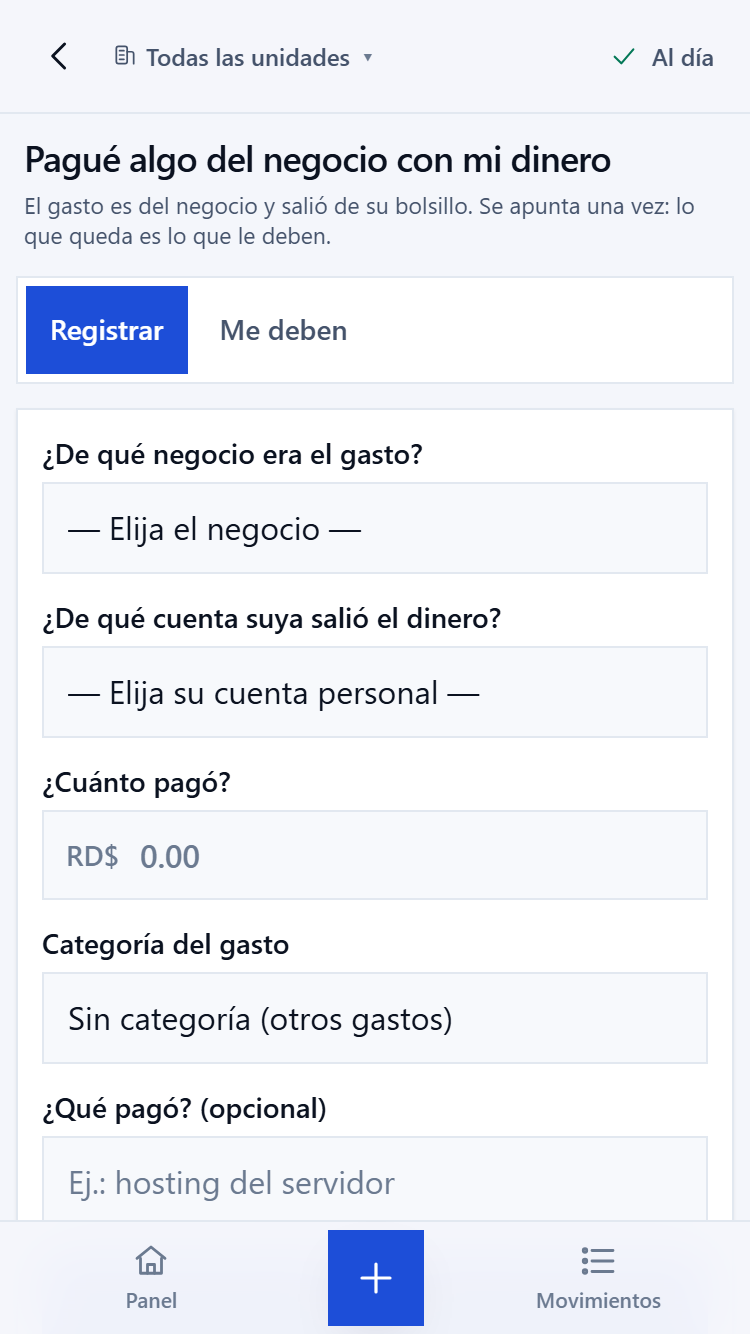 Todas las unidades ▾
Al día
Pagué algo del negocio con mi dinero
El gasto es del negocio y salió de su bolsillo. Se apunta una vez: lo
que queda es lo que le deben.
Registrar
Me deben
¿De qué negocio era el gasto?
— Elija el negocio —
¿De qué cuenta suya salió el dinero?
— Elija su cuenta personal —
¿Cuánto pagó?
RD$ 0.00
Categoría del gasto
Sin categoría (otros gastos)
¿Qué pagó? (opcional)
Ej.: hosting del servidor
Panel
+
Movimientos